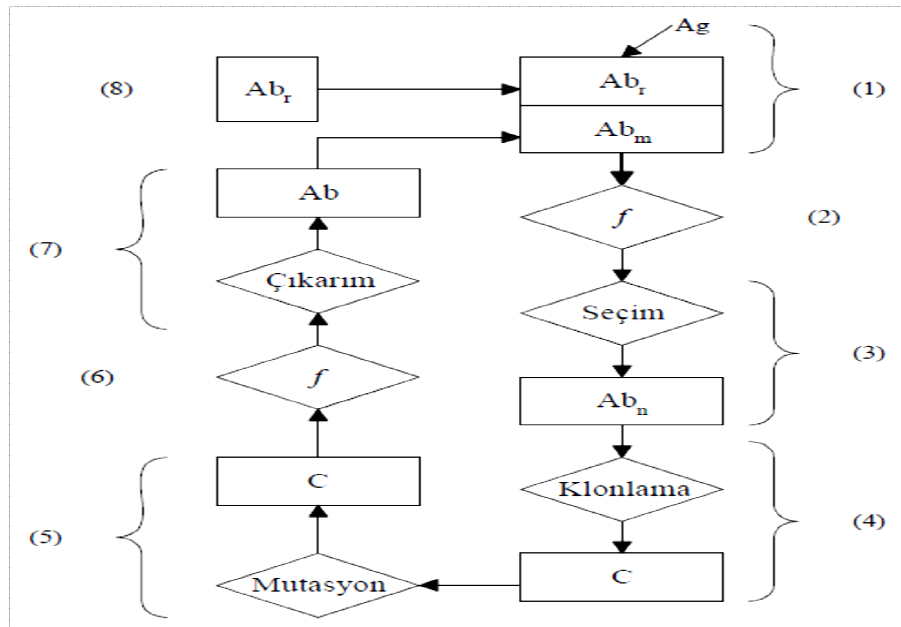 Ag
(8)
Ab_r
Ab_r
(1)
Ab_m
Ab
f
(2)
(7)
Çıkarım
Seçim
(3)
(6)
f
Ab_n
C
Klonlama
(4)
(5)
Mutasyon
C